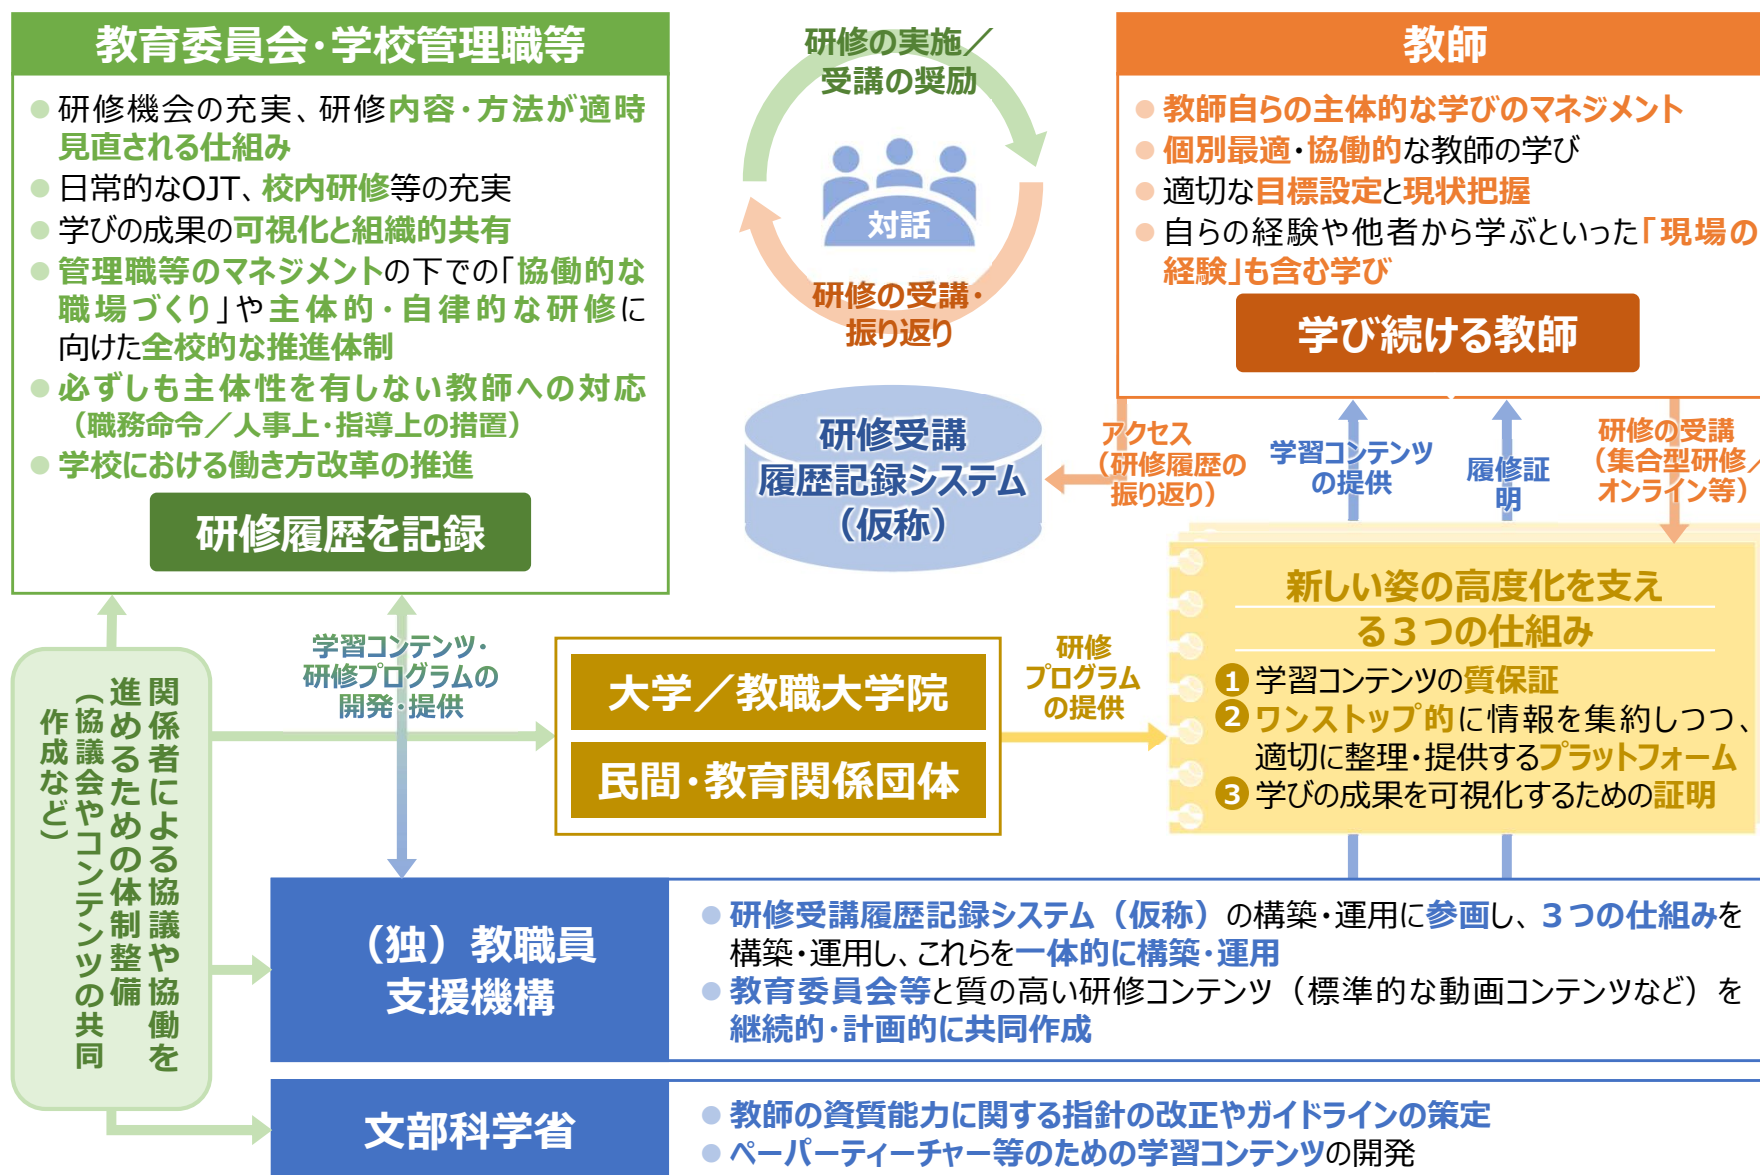 教育委員会・学校管理職等
研修機会の充実、研修内容・方法が適時
見直される仕組み
日常的なOJT、校内研修等の充実
学びの成果の可視化と組織的共有
管理職等のマネジメントの下での「協働的な
職場づくり」や主体的・自律的な研修に
向けた全校的な推進体制
必ずしも主体性を有しない教師への対応
（職務命令／人事上・指導上の措置）
学校における働き方改革の推進
研修履歴を記録
研修の実施／
受講の奨励
対話
研修の受講・
振り返り
研修受講
履歴記録システム
（仮称）
教師
教師自らの主体的な学びのマネジメント
個別最適・協働的な教師の学び
適切な目標設定と現状把握
自らの経験や他者から学ぶといった「現場の
経験」も含む学び
学び続ける教師
アクセス
（研修履歴の
振り返り）
学習コンテンツ
の提供
履修証
明
研修の受講
（集合型研修／
オンライン等）
新しい姿の高度化を支え
る３つの仕組み
❶ 学習コンテンツの質保証
❷ ワンストップ的に情報を集約しつつ、
適切に整理・提供するプラットフォーム
❸ 学びの成果を可視化するための証明
学習コンテンツ・
研修プログラムの
開発・提供
大学／教職大学院
民間・教育関係団体
研修
プログラム
の提供
関係者による協議や協働を
進めるための体制整備
（協議会やコンテンツの共同
作成など）
（独）教職員
支援機構
研修受講履歴記録システム（仮称）の構築・運用に参画し、３つの仕組みを
構築・運用し、これらを一体的に構築・運用
教育委員会等と質の高い研修コンテンツ（標準的な動画コンテンツなど）を
継続的・計画的に共同作成
文部科学省
教師の資質能力に関する指針の改正やガイドラインの策定
ペーパーティーチャー等のための学習コンテンツの開発